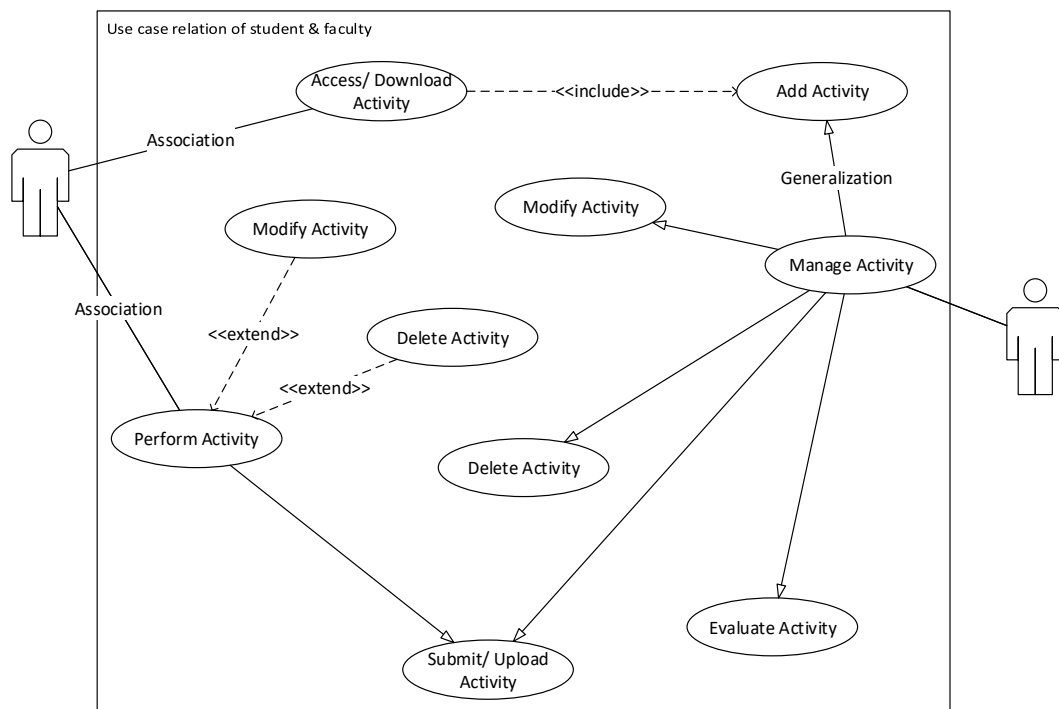 Use case relation of student & faculty
Access/ Download
Activity
<<include>>
Add Activity
Association
Generalization
Modify Activity
Modify Activity
Manage Activity
Association
<<extend>>
Delete Activity
<<extend>>
Perform Activity
Delete Activity
Evaluate Activity
Submit/ Upload
Activity